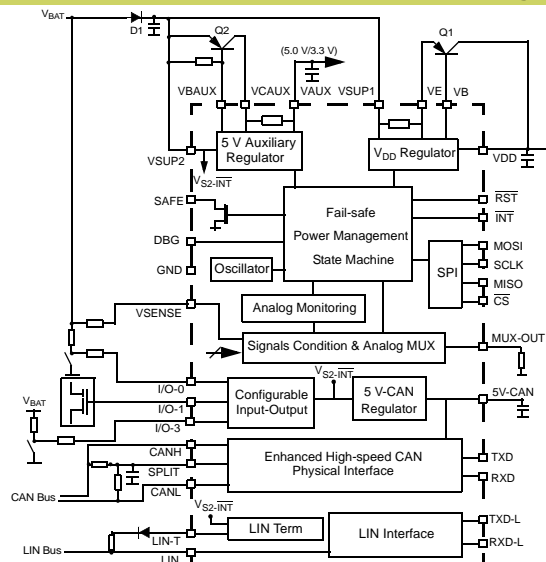 VBAT
D1
Q2
(5.0 V/3.3 V)
Q1
VBAUX
VCAUX
VAUX
VSUP1
VE
VB
5 V Auxiliary
Regulator
VDD Regulator
VSUP2
VDD
VS2-INT
SAFE
Fail-safe
Power Management
State Machine
RST
INT
DBG
MOSI
SCLK
MISO
CS
SPI
GND
Oscillator
Analog Monitoring
VSENSE
Signals Condition & Analog MUX
MUX-OUT
VS2-INT
I/O-0
Configurable
Input-Output
5 V-CAN
Regulator
5V-CAN
VBAT
I/O-1
I/O-3
CANH
SPLIT
CANL
CAN Bus
Enhanced High-speed CAN
Physical Interface
TXD
RXD
VS2-INT
LIN Term
LIN Interface
TXD-L
RXD-L
LIN-T
LIN Bus
LIN